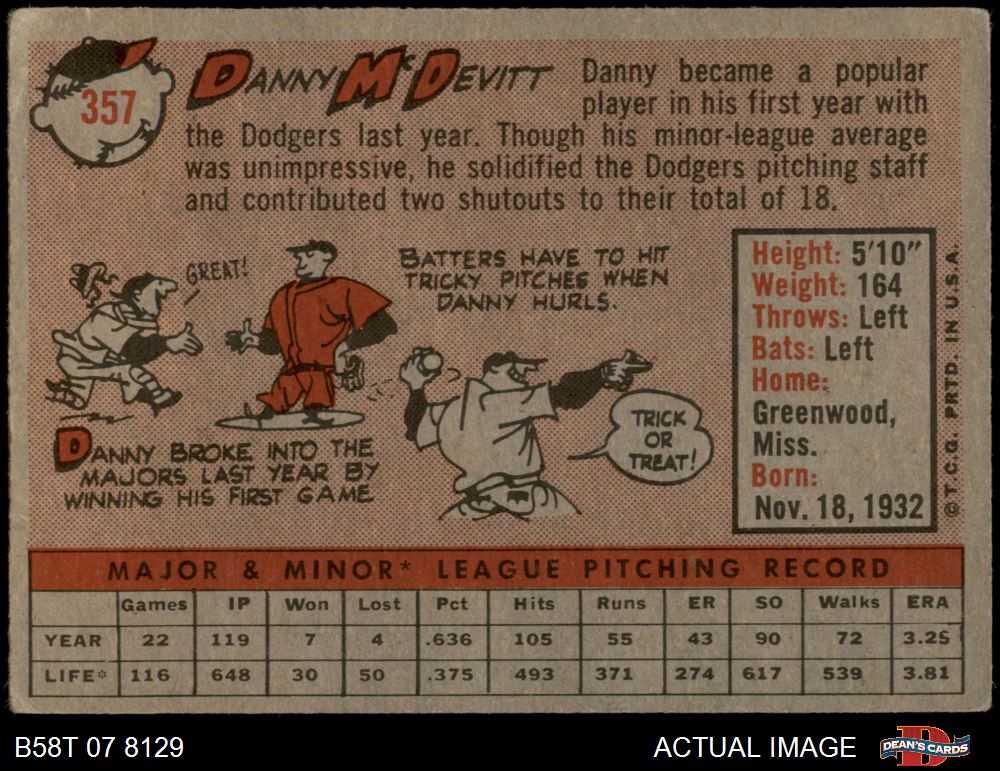 357
DANNY McDEVITT
Danny became a popular
player in his first year with
the Dodgers last year. Though his minor-league average
was unimpressive, he solidified the Dodgers pitching staff
and contributed two shutouts to their total of 18.
GREAT!
BATTERS HAVE TO HIT
TRICKY PITCHES WHEN
DANNY HURLS.
DANNY BROKE INTO THE
MAJORS LAST YEAR BY
WINNING HIS FIRST GAME
TRICK
OR
TREAT!
Height: 5'10"
Weight: 164
Throws: Left
Bats: Left
Home:
Greenwood,
Miss.
Born:
Nov. 18, 1932
© T.C.G. PRTD. IN U.S.A.
MAJOR & MINOR* LEAGUE PITCHING RECORD
Games IP Won Lost Pct Hits Runs ER SO Walks ERA
YEAR 22 119 7 4 .636 105 55 43 90 72 3.25
LIFE* 116 648 30 50 .375 493 371 274 617 539 3.81
B58T 07 8129
ACTUAL IMAGE
DEAN'S CARDS